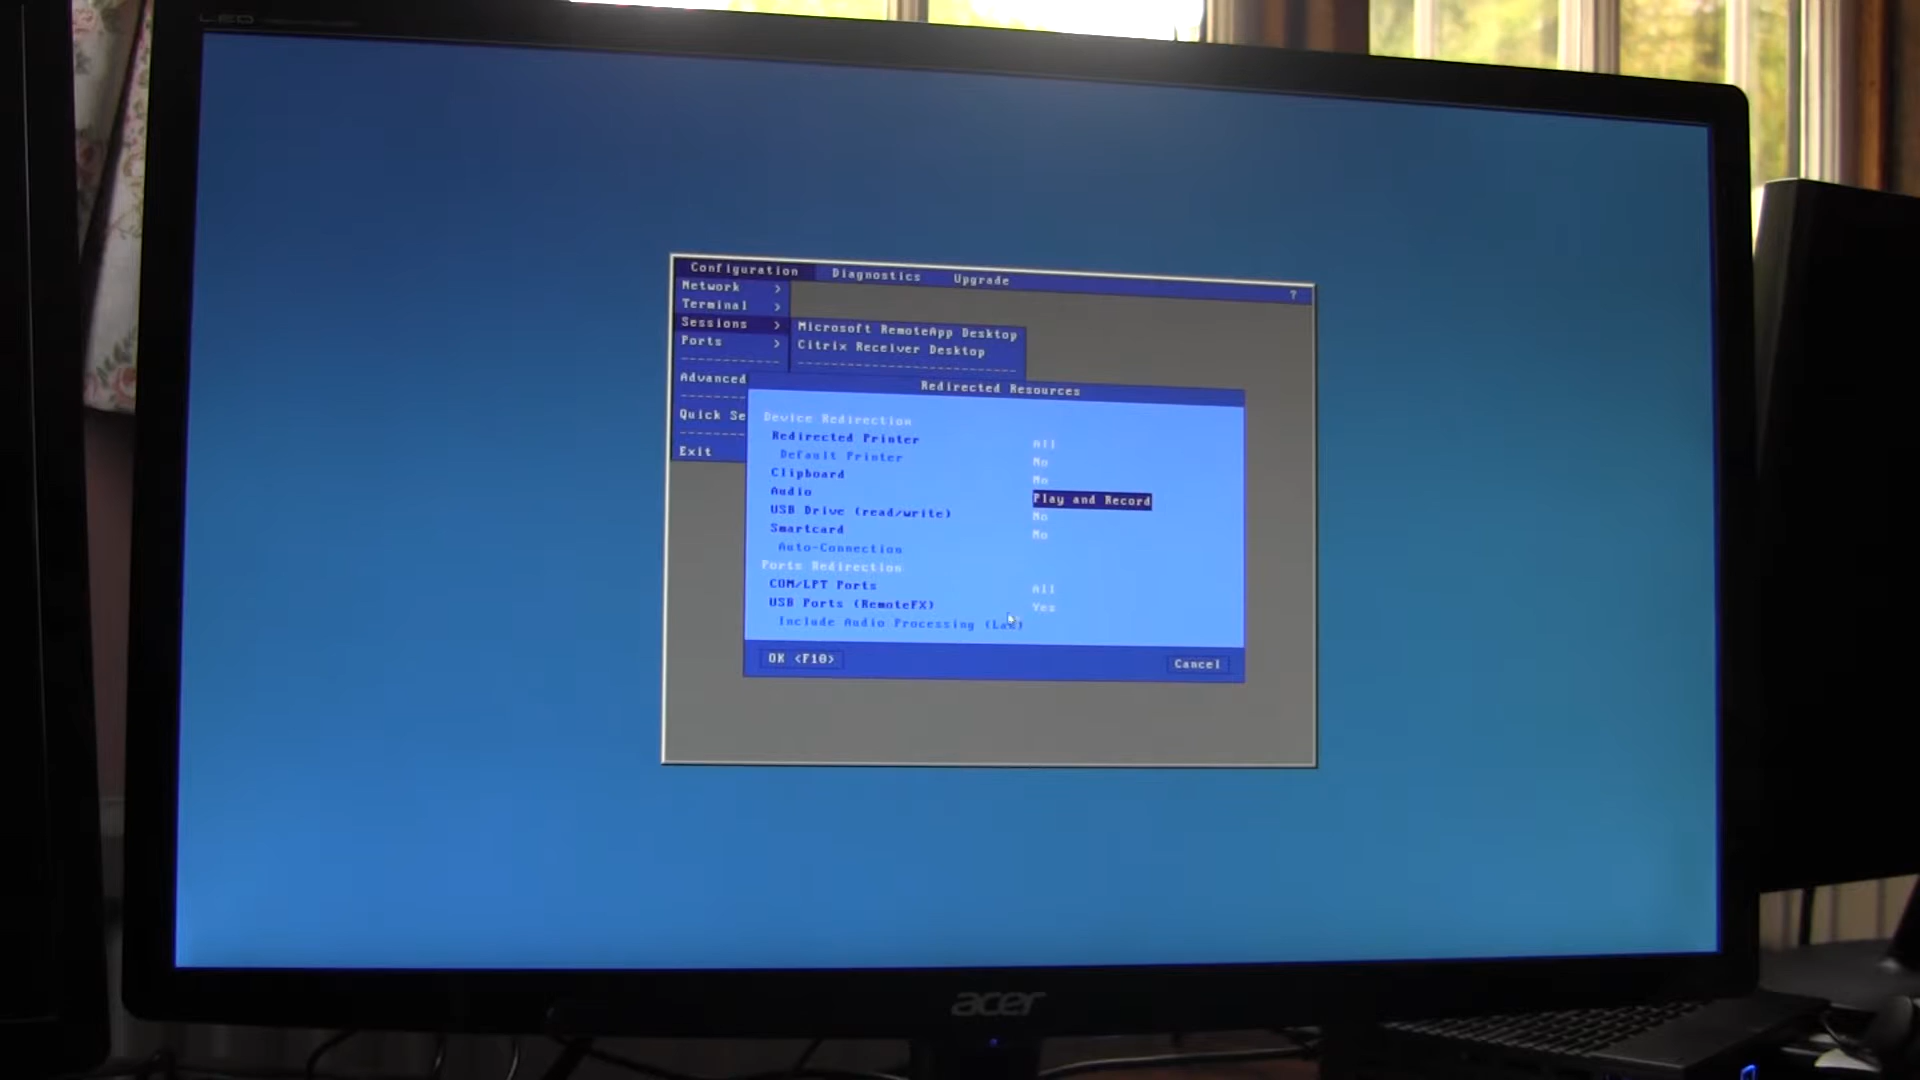 LED
Configuration Diagnostics Upgrade ?
Network >
Terminal >
Sessions > Microsoft RemoteApp Desktop
Ports > Citrix Receiver Desktop
Advanced
Quick Se
Exit
Redirected Resources
Device Redirection
Redirected Printer All
Default Printer No
Clipboard No
Audio Play and Record
USB Drive (read/write) No
Smartcard No
Auto-Connection
Ports Redirection
COM/LPT Ports All
USB Ports (RemoteFX) Yes
Include Audio Processing
OK <F10> Cancel
acer